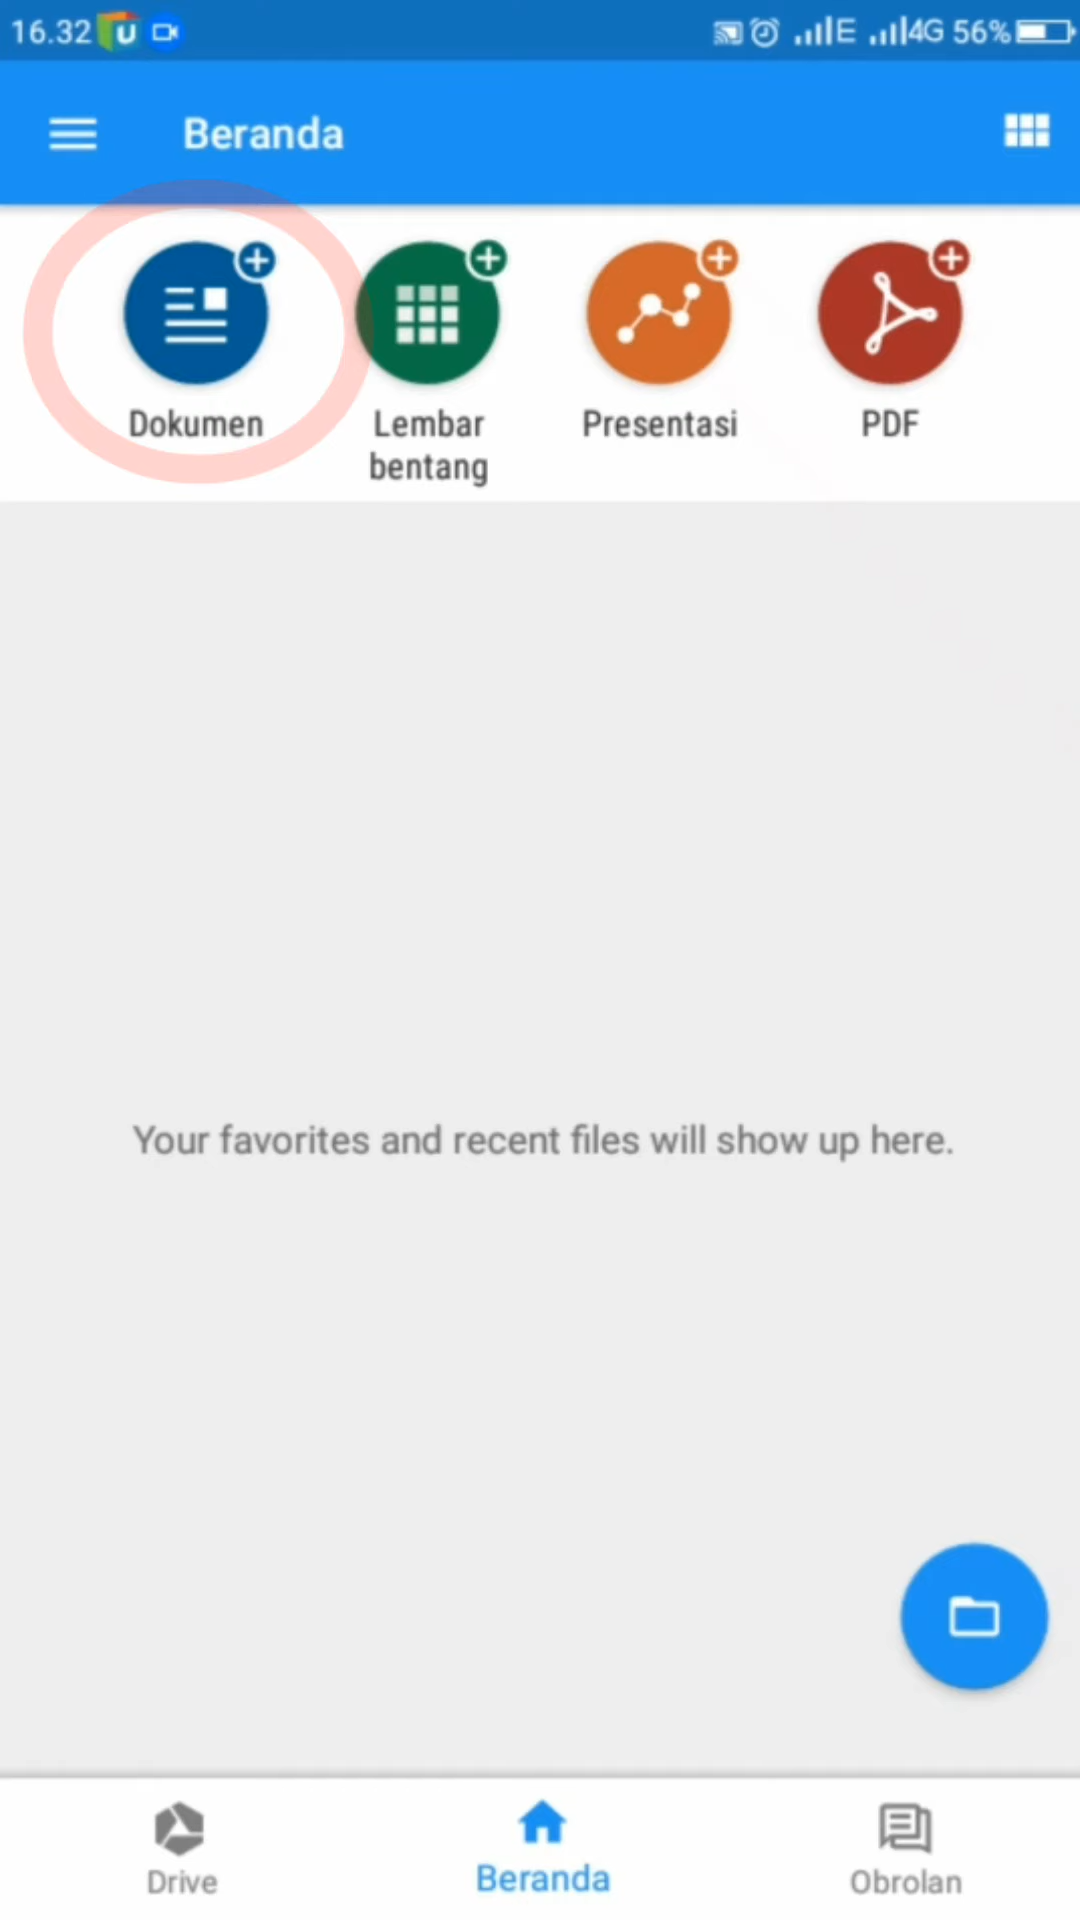 16.32 U E 4G 56%
Beranda
Dokumen
Lembar
bentang
Presentasi
PDF
Your favorites and recent files will show up here.
Drive
Beranda
Obrolan